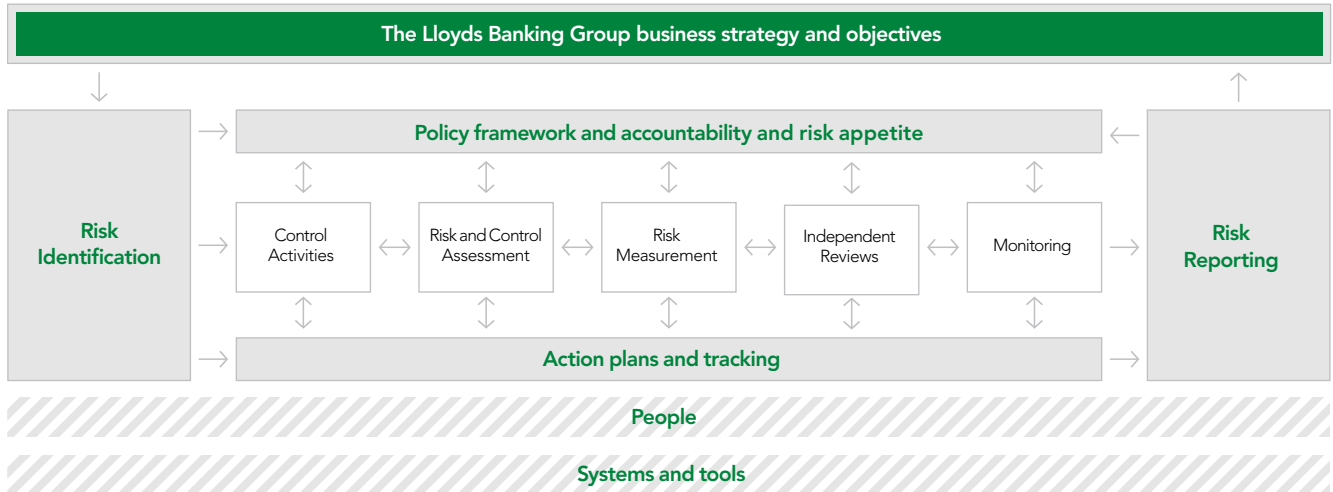 The Lloyds Banking Group business strategy and objectives
Policy framework and accountability and risk appetite
Risk
Identification
Control
Activities
Risk and Control
Assessment
Risk
Measurement
Independent
Reviews
Monitoring
Risk
Reporting
Action plans and tracking
People
Systems and tools